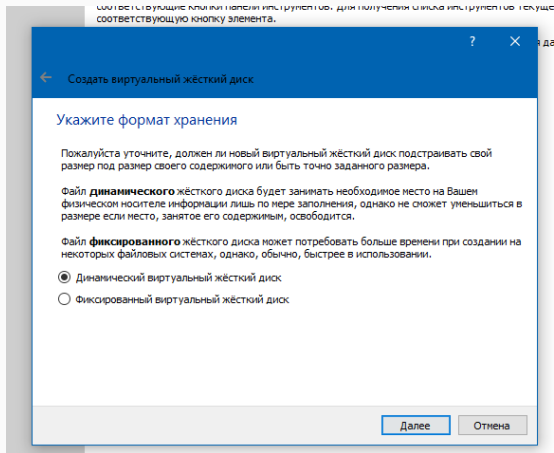 соответствующие кнопки панели инструментов. Для получения списка инструментов текуще
соответствующую кнопку элемента.
?
Создать виртуальный жёсткий диск
Укажите формат хранения
Пожалуйста уточните, должен ли новый виртуальный жёсткий диск подстраивать свой
размер под размер своего содержимого или быть точно заданного размера.
Файл динамического жёсткого диска будет занимать необходимое место на Вашем
физическом носителе информации лишь по мере заполнения, однако не сможет уменьшиться в
размере если место, занятое его содержимым, освободится.
Файл фиксированного жёсткого диска может потребовать больше времени при создании на
некоторых файловых системах, однако, обычно, быстрее в использовании.
Динамический виртуальный жёсткий диск
Фиксированный виртуальный жёсткий диск
Далее
Отмена